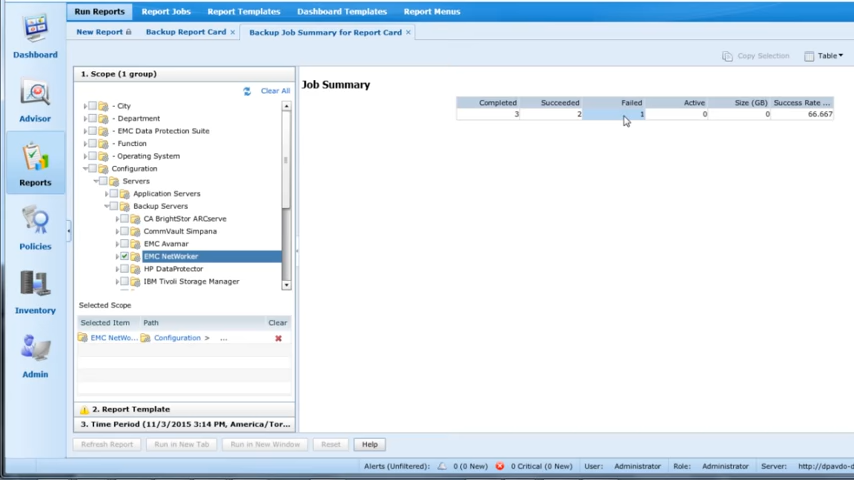 Run Reports Report Jobs Report Templates Dashboard Templates Report Menus
New Report Backup Report Card × Backup Job Summary for Report Card ×
Copy Selection Table
Dashboard
Advisor
Reports
Policies
Inventory
Admin
1. Scope (1 group)
Clear All
- City
- Department
- EMC Data Protection Suite
- Function
- Operating System
Configuration
Servers
Application Servers
Backup Servers
CA BrightStor ARCserve
CommVault Simpana
EMC Avamar
EMC NetWorker
HP DataProtector
IBM Tivoli Storage Manager
Selected Scope
Selected Item Path Clear
EMC NetWo... Configuration > ...
2. Report Template
3. Time Period (11/3/2015 3:14 PM, America/Tor...
Refresh Report Run in New Tab Run in New Window Reset Help
Job Summary
Completed Succeeded Failed Active Size (GB) Success Rate ...
3 2 1 0 0 66.667
Alerts (Unfiltered): 0 (0 New) 0 Critical (0 New) User: Administrator Role: Administrator Server: http://dpavdo-d